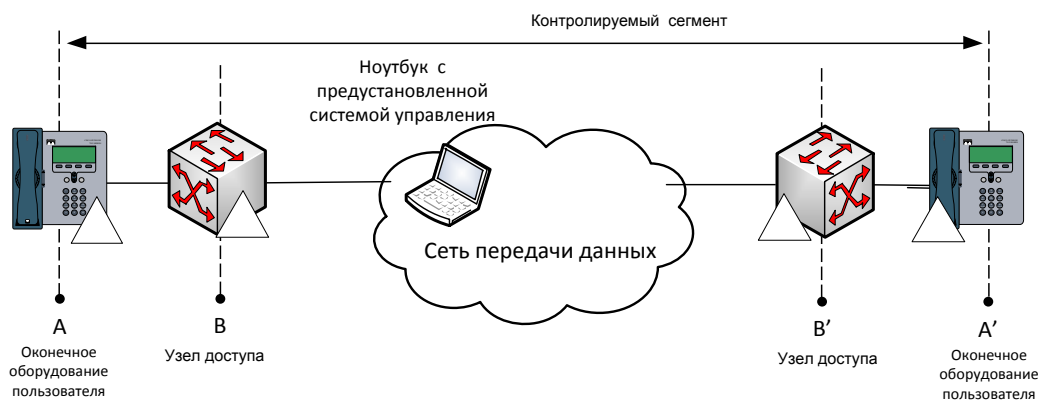 Контролируемый сегмент
Ноутбук с
предустановленной
системой управления
Сеть передачи данных
A
Оконечное
оборудование
пользователя
B
Узел доступа
B’
Узел доступа
A’
Оконечное
оборудование
пользователя